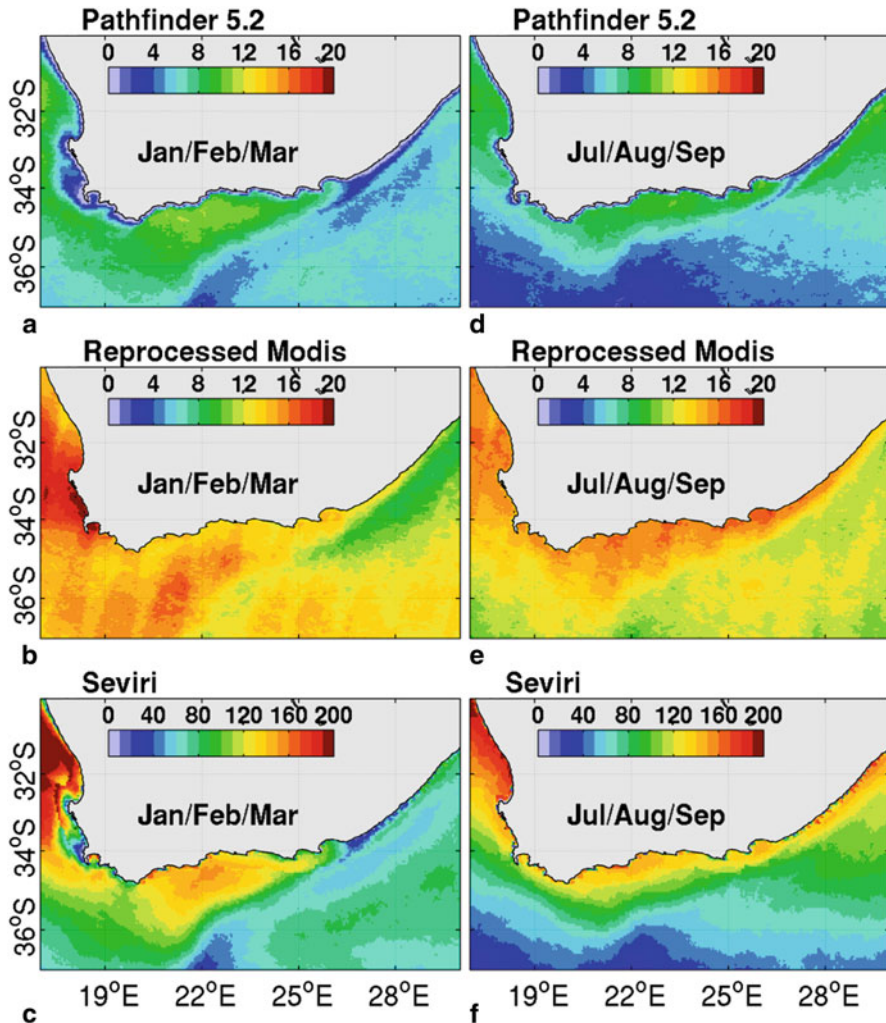 Pathfinder 5.2
0 4 8 12 16 20
32°S
34°S
36°S
Jan/Feb/Mar
a
Pathfinder 5.2
0 4 8 12 16 20
Jul/Aug/Sep
d
Reprocessed Modis
0 4 8 12 16 20
32°S
34°S
36°S
Jan/Feb/Mar
b
Reprocessed Modis
0 4 8 12 16 20
Jul/Aug/Sep
e
Seviri
0 40 80 120 160 200
32°S
34°S
36°S
Jan/Feb/Mar
c
19°E 22°E 25°E 28°E
Seviri
0 40 80 120 160 200
Jul/Aug/Sep
f
19°E 22°E 25°E 28°E